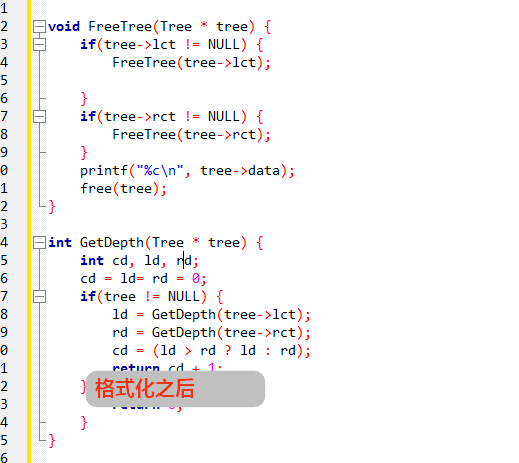 1
2 void FreeTree(Tree * tree) {
3 if(tree->lct != NULL) {
4 FreeTree(tree->lct);
5
6 }
7 if(tree->rct != NULL) {
8 FreeTree(tree->rct);
9 }
0 printf("%c\n", tree->data);
1 free(tree);
2 }
3
4 int GetDepth(Tree * tree) {
5 int cd, ld, rd;
6 cd = ld= rd = 0;
7 if(tree != NULL) {
8 ld = GetDepth(tree->lct);
9 rd = GetDepth(tree->rct);
0 cd = (ld > rd ? ld : rd);
1 return cd + 1;
2 }
格式化之后
3 return 0;
4 }
5 }
6